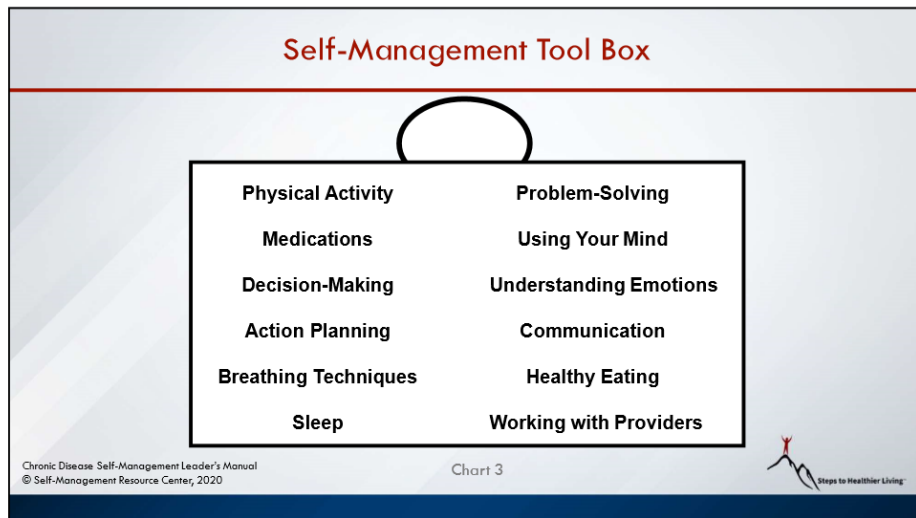 Self-Management Tool Box
Physical Activity
Medications
Decision-Making
Action Planning
Breathing Techniques
Sleep
Problem-Solving
Using Your Mind
Understanding Emotions
Communication
Healthy Eating
Working with Providers
Chronic Disease Self-Management Leader's Manual
© Self-Management Resource Center, 2020
Chart 3
Steps to Healthier Living™